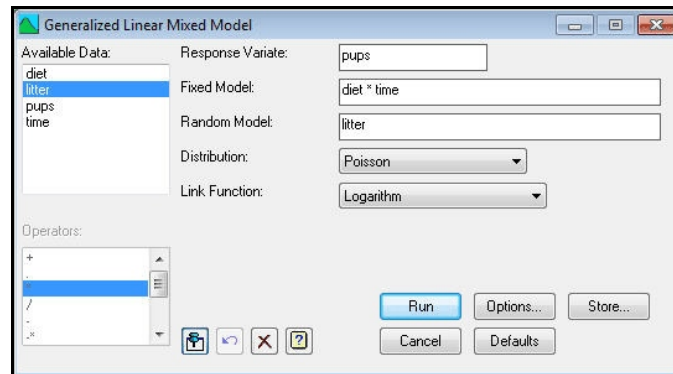 Generalized Linear Mixed Model
Available Data:
diet
litter
pups
time
Response Variate:
pups
Fixed Model:
diet * time
Random Model:
litter
Distribution:
Poisson
Link Function:
Logarithm
Operators:
+
.
*
/
-
.*
Run
Options...
Store...
Cancel
Defaults